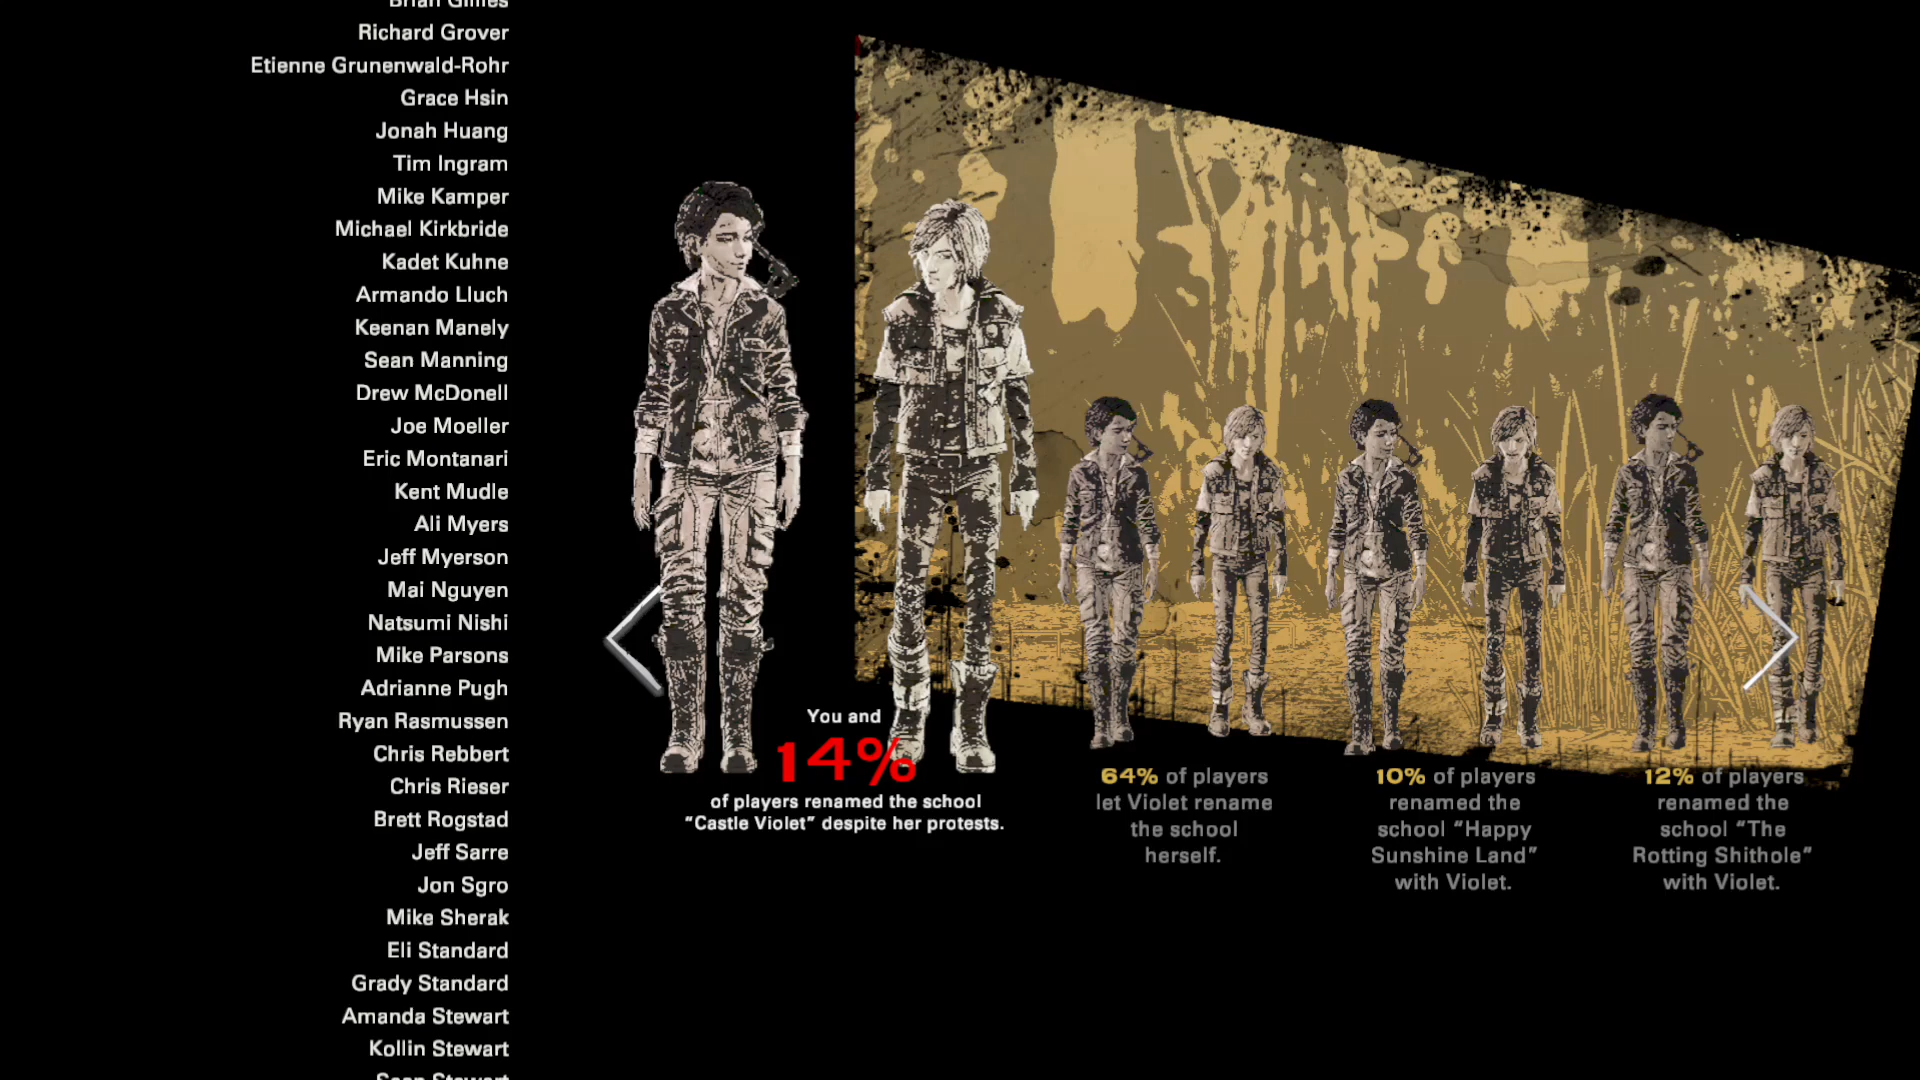 Brian Gillies
Richard Grover
Etienne Grunenwald-Rohr
Grace Hsin
Jonah Huang
Tim Ingram
Mike Kamper
Michael Kirkbride
Kadet Kuhne
Armando Lluch
Keenan Manely
Sean Manning
Drew McDonell
Joe Moeller
Eric Montanari
Kent Mudle
Ali Myers
Jeff Myerson
Mai Nguyen
Natsumi Nishi
Mike Parsons
Adrianne Pugh
Ryan Rasmussen
Chris Rebbert
Chris Rieser
Brett Rogstad
Jeff Sarre
Jon Sgro
Mike Sherak
Eli Standard
Grady Standard
Amanda Stewart
Kollin Stewart
Sean Stewart
You and
14%
of players renamed the school
“Castle Violet” despite her protests.
64% of players
let Violet rename
the school
herself.
10% of players
renamed the
school “Happy
Sunshine Land”
with Violet.
12% of players
renamed the
school “The
Rotting Shithole”
with Violet.